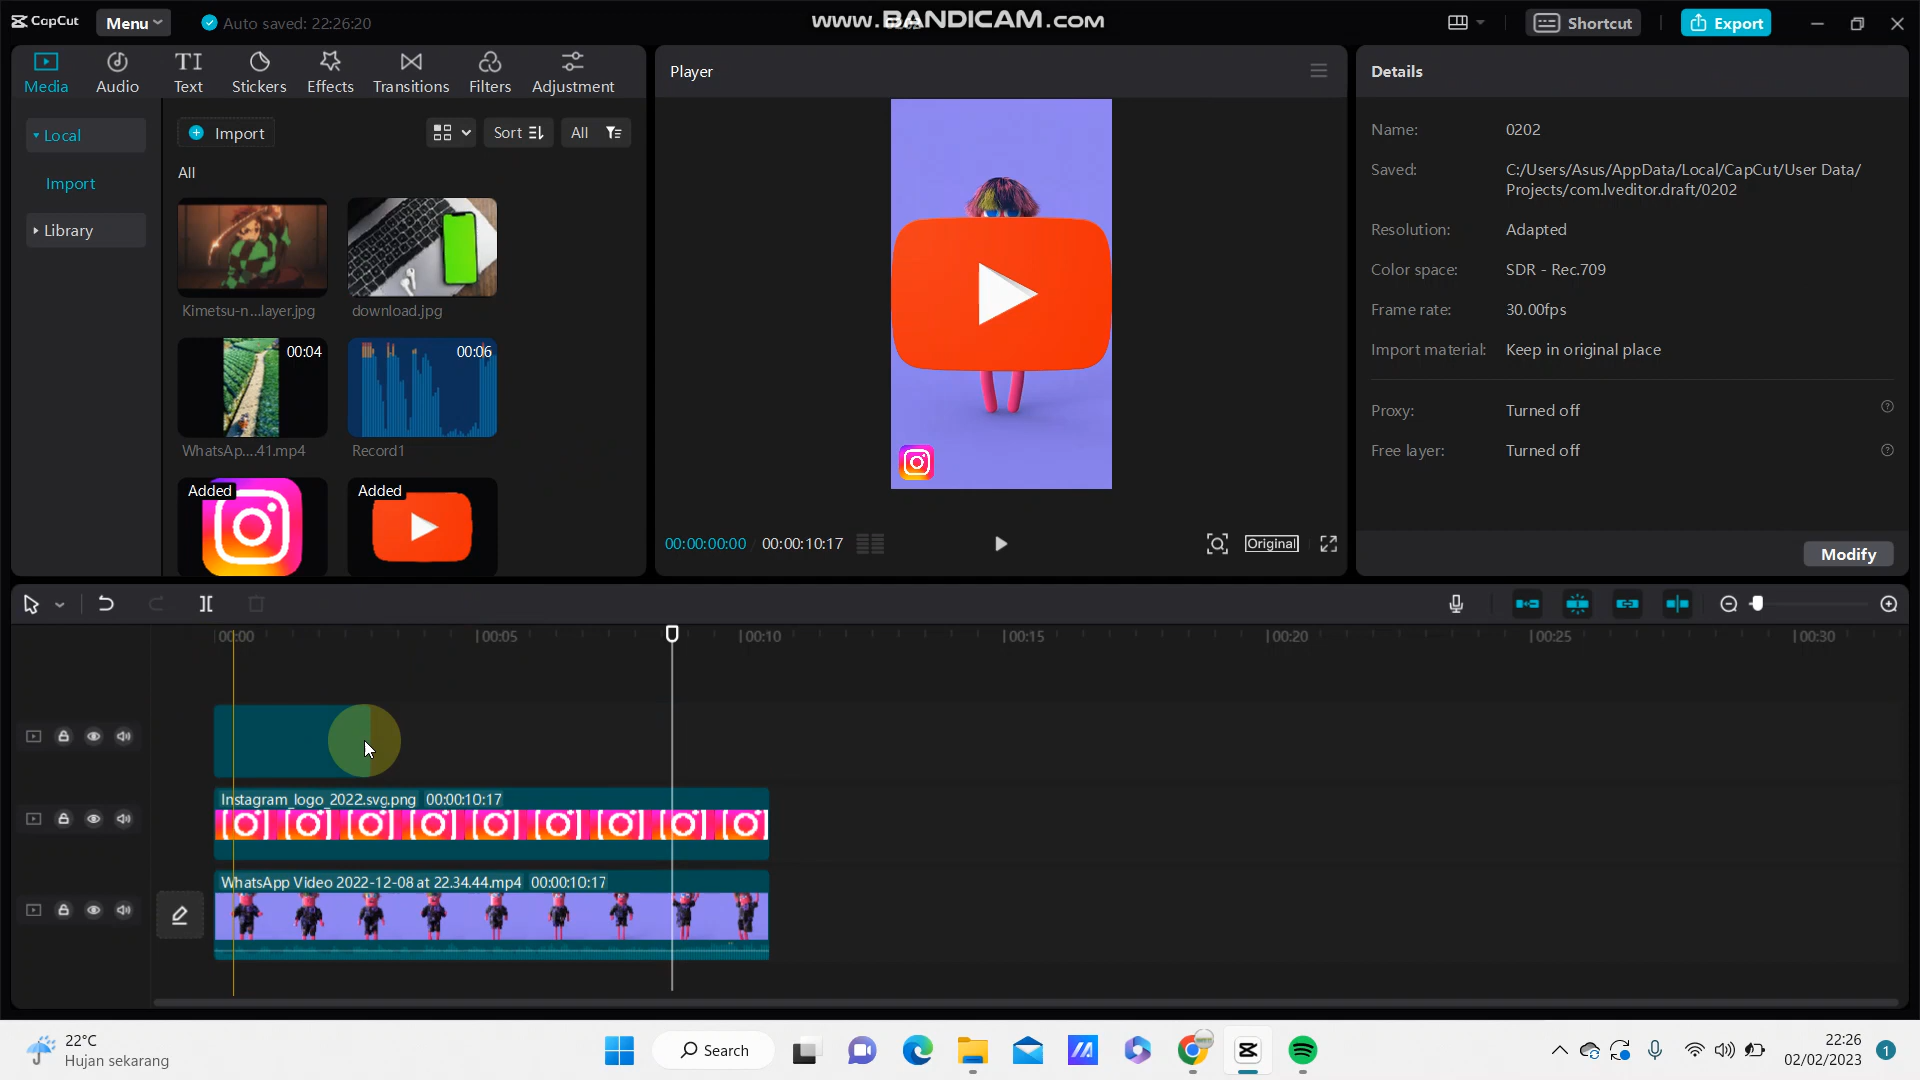 CapCut
Menu
Auto saved: 22:26:20
www.BANDICAM.COM
Shortcut
Export
Media
Audio
Text
Stickers
Effects
Transitions
Filters
Adjustment
Local
Import
Library
Import
Sort
All
All
Kimetsu-n...layer.jpg
download.jpg
00:04
00:06
WhatsAp....41.mp4
Record1
Added
Added
Player
00:00:00:00
00:00:10:17
Original
Details
Name: 0202
Saved: C:/Users/Asus/AppData/Local/CapCut/User Data/
Projects/com.lveditor.draft/0202
Resolution: Adapted
Color space: SDR - Rec.709
Frame rate: 30.00fps
Import material: Keep in original place
Proxy: Turned off
Free layer: Turned off
Modify
00:00
00:05
00:10
00:15
00:20
00:25
00:30
Instagram_logo_2022.svg.png 00:00:10:17
WhatsApp Video 2022-12-08 at 22.34.44.mp4 00:00:10:17
22°C
Hujan sekarang
Search
22:26
02/02/2023
1